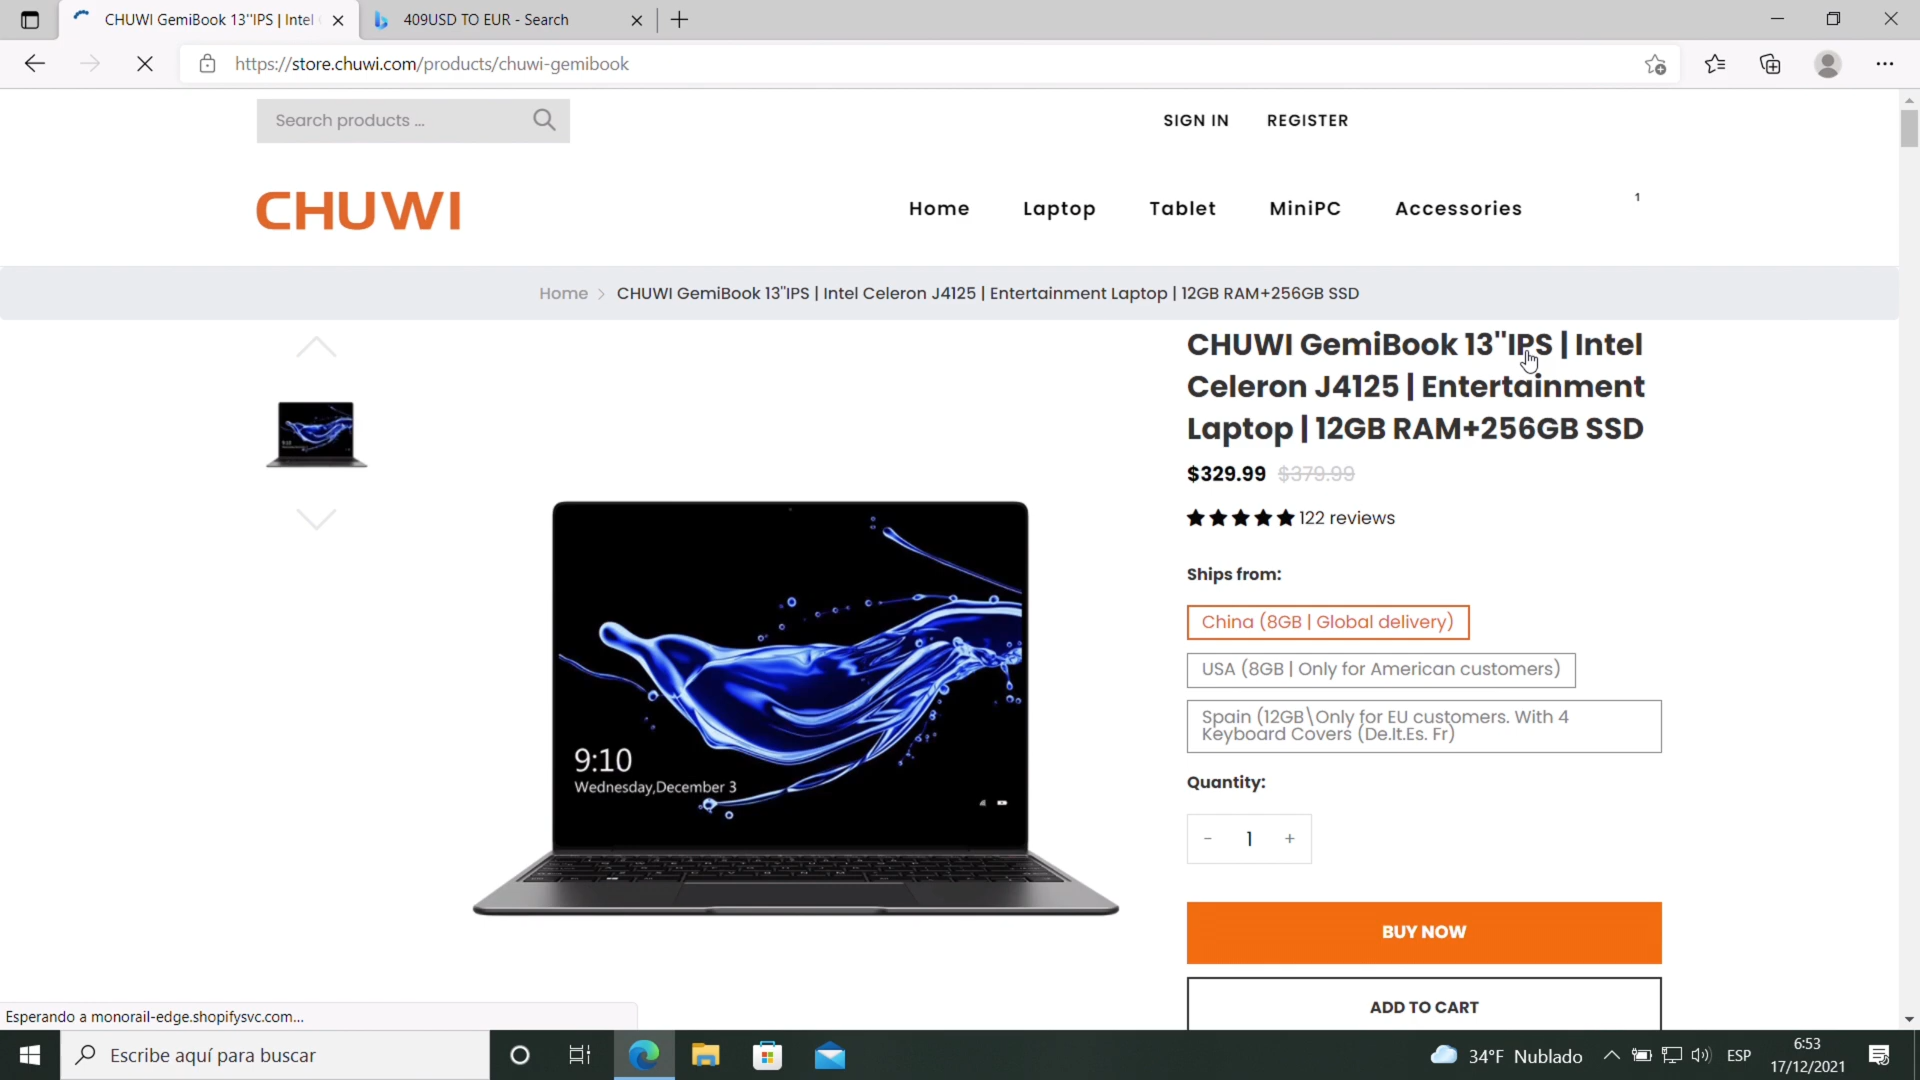 CHUWI GemiBook 13''IPS | Intel
409USD TO EUR - Search
https://store.chuwi.com/products/chuwi-gemibook
Search products ...
SIGN IN
REGISTER
CHUWI
Home
Laptop
Tablet
MiniPC
Accessories
1
Home > CHUWI GemiBook 13"IPS | Intel Celeron J4125 | Entertainment Laptop | 12GB RAM+256GB SSD
CHUWI GemiBook 13"IPS | Intel
Celeron J4125 | Entertainment
Laptop | 12GB RAM+256GB SSD
$329.99 $379.99
122 reviews
Ships from:
China (8GB | Global delivery)
USA (8GB | Only for American customers)
Spain (12GB\Only for EU customers. With 4
Keyboard Covers (De.It.Es. Fr)
Quantity:
- 1 +
BUY NOW
ADD TO CART
9:10
Wednesday,December 3
Esperando a monorail-edge.shopifysvc.com...
Escribe aquí para buscar
34°F Nublado
ESP
6:53
17/12/2021